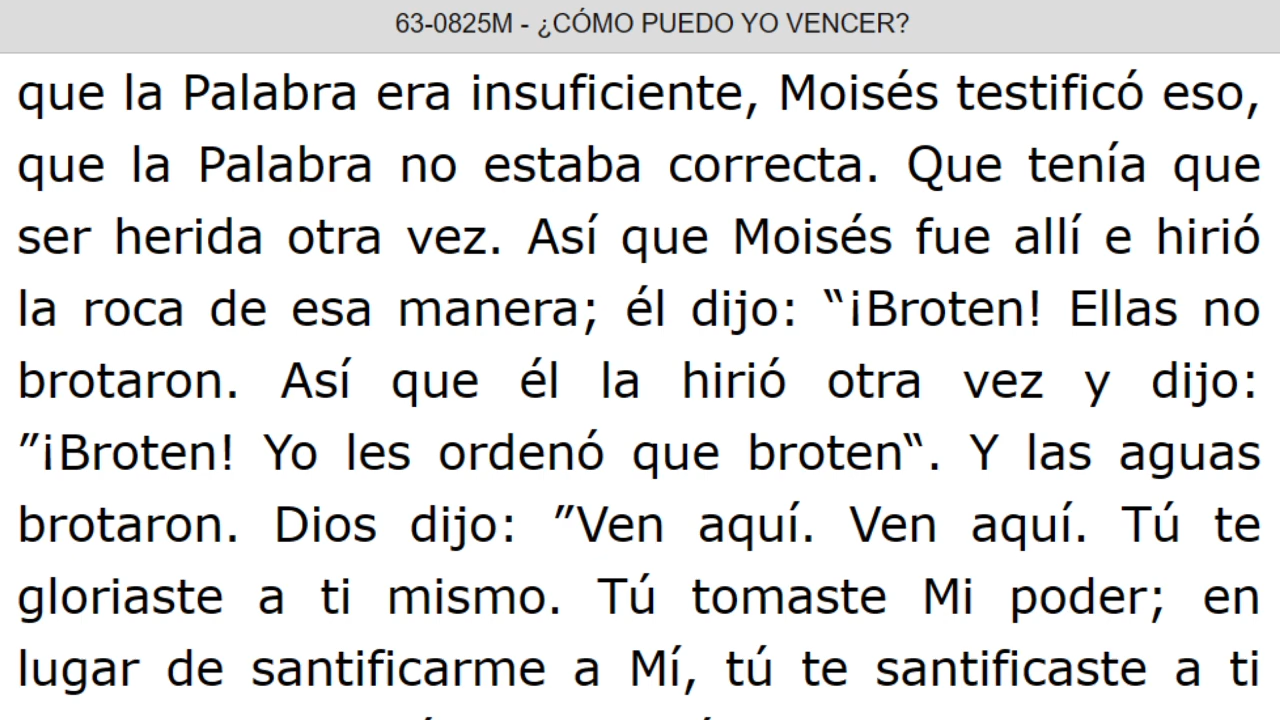 63-0825M - ¿CÓMO PUEDO YO VENCER?
que la Palabra era insuficiente, Moisés testificó eso,
que la Palabra no estaba correcta. Que tenía que
ser herida otra vez. Así que Moisés fue allí e hirió
la roca de esa manera; él dijo: “¡Broten! Ellas no
brotaron. Así que él la hirió otra vez y dijo:
”¡Broten! Yo les ordenó que broten“. Y las aguas
brotaron. Dios dijo: ”Ven aquí. Ven aquí. Tú te
gloriaste a ti mismo. Tú tomaste Mi poder; en
lugar de santificarme a Mí, tú te santificaste a ti